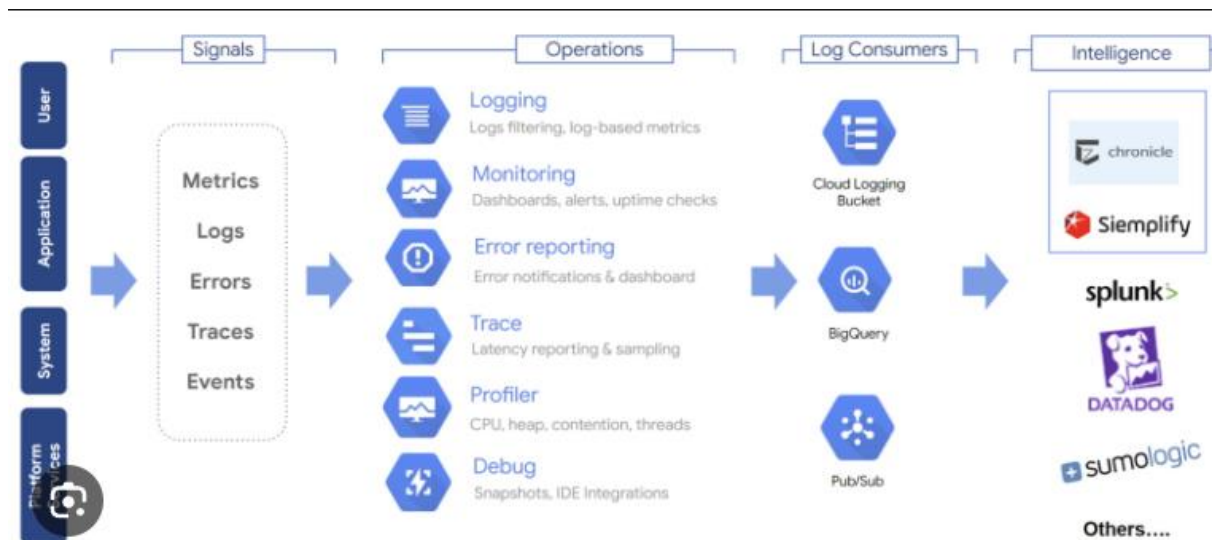 Signals
Operations
Log Consumers
Intelligence
User
Application
System
Platform
Metrics
Logs
Errors
Traces
Events
Logging
Logs filtering, log-based metrics
Monitoring
Dashboards, alerts, uptime checks
Error reporting
Error notifications & dashboard
Trace
Latency reporting & sampling
Profiler
CPU, heap, contention, threads
Debug
Snapshots, IDE Integrations
Cloud Logging
Bucket
BigQuery
Pub/Sub
chronicle
Siemplify
splunk>
DATADOG
sumologic
Others....